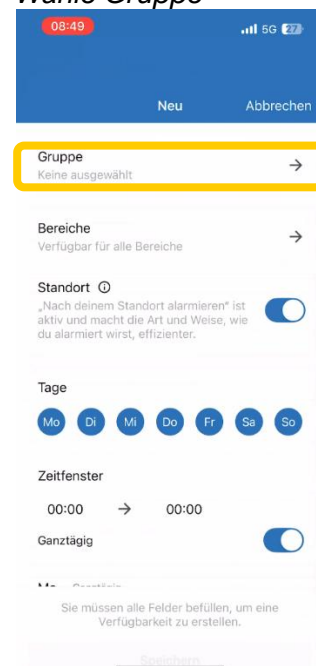 Wähle Gruppe
08:49
5G 27
Neu
Abbrechen
Gruppe
Keine ausgewählt
Bereiche
Verfügbar für alle Bereiche
Standort
„Nach deinem Standort alarmieren" ist
aktiv und macht die Art und Weise, wie
du alarmiert wirst, effizienter.
Tage
Mo Di Mi Do Fr Sa So
Zeitfenster
00:00 → 00:00
Ganztägig
Sie müssen alle Felder befüllen, um eine
Verfügbarkeit zu erstellen.
Speichern